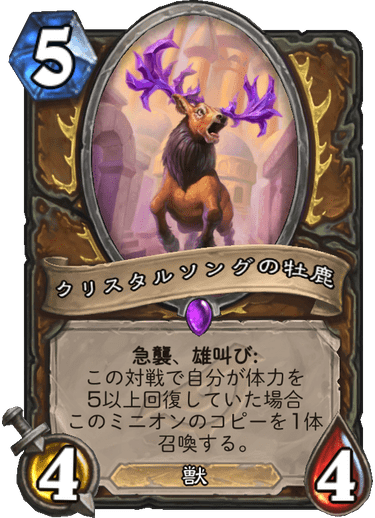 5
クリスタルソングの牡鹿
急襲、雄叫び:
この対戦で自分が体力を
5以上回復していた場合
このミニオンのコピーを1体
召喚する。
4
獣
4